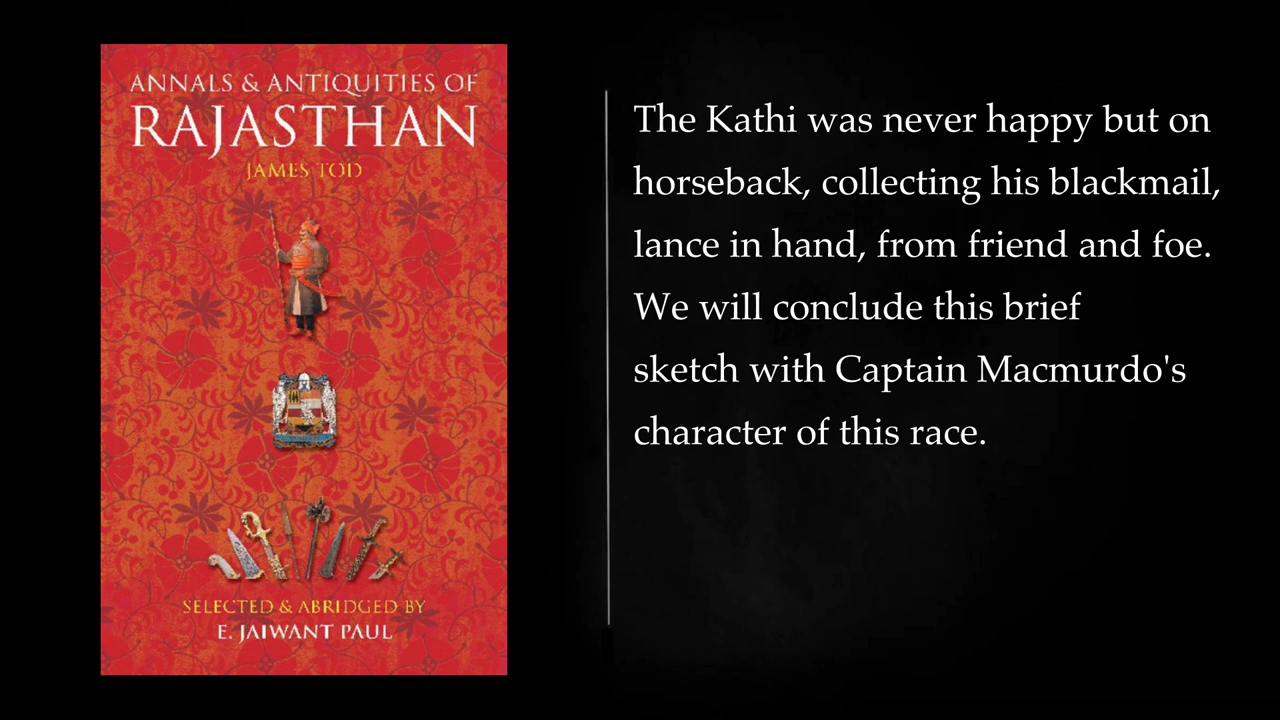 ANNALS & ANTIQUITIES OF
RAJASTHAN
JAMES TOD
SELECTED & ABRIDGED BY
E. JAIWANT PAUL
The Kathi was never happy but on
horseback, collecting his blackmail,
lance in hand, from friend and foe.
We will conclude this brief
sketch with Captain Macmurdo's
character of this race.